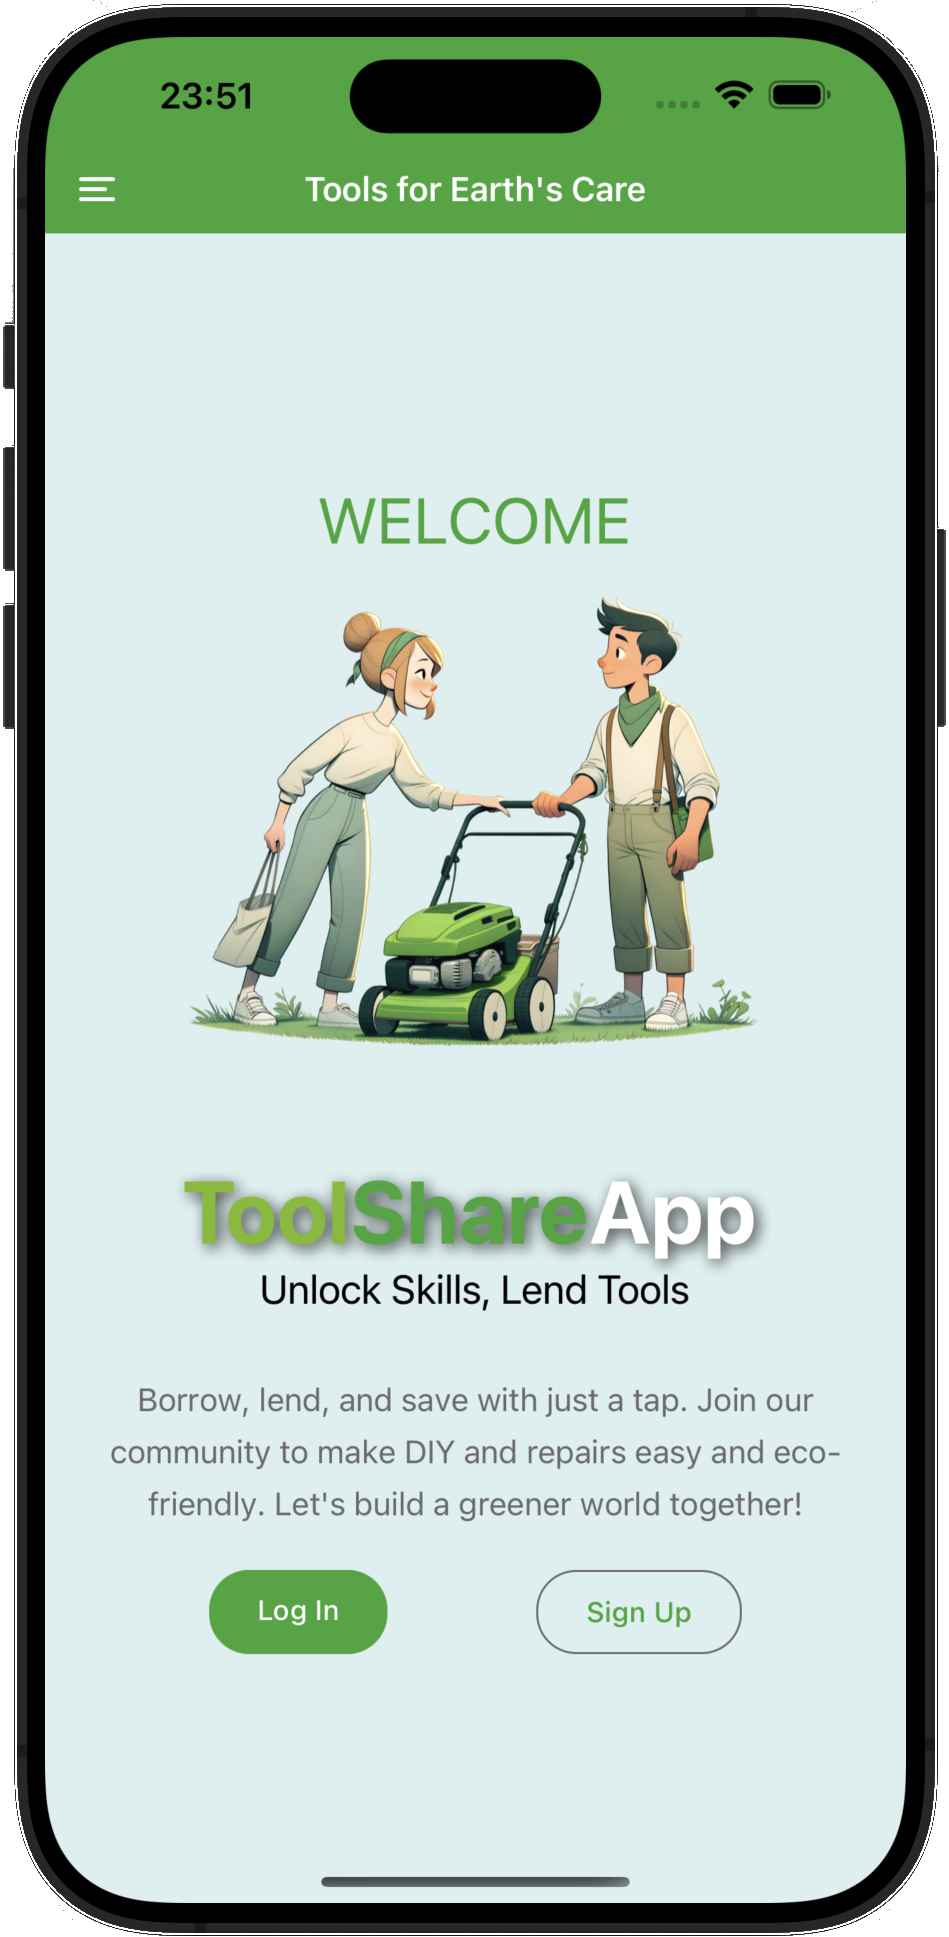 23:51
Tools for Earth's Care
WELCOME
ToolShareApp
Unlock Skills, Lend Tools
Borrow, lend, and save with just a tap. Join our
community to make DIY and repairs easy and eco-
friendly. Let's build a greener world together!
Log In
Sign Up